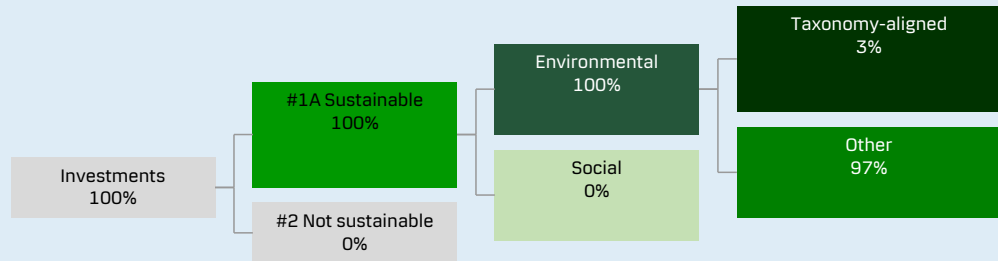 Investments
100%
#1A Sustainable
100%
#2 Not sustainable
0%
Environmental
100%
Social
0%
Taxonomy-aligned
3%
Other
97%